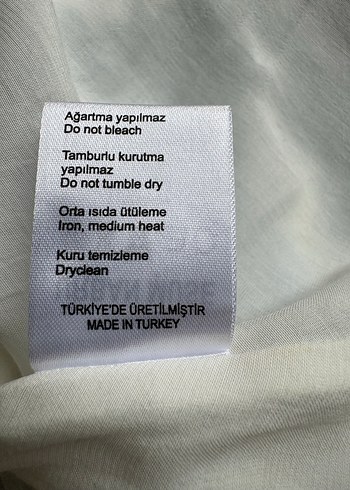 Ağartma yapılmaz
Do not bleach
Tamburlu kurutma
yapılmaz
Do not tumble dry
Orta ısıda ütüleme
Iron, medium heat
Kuru temizleme
Dryclean
TÜRKİYE'DE ÜRETİLMİŞTİR
MADE IN TURKEY